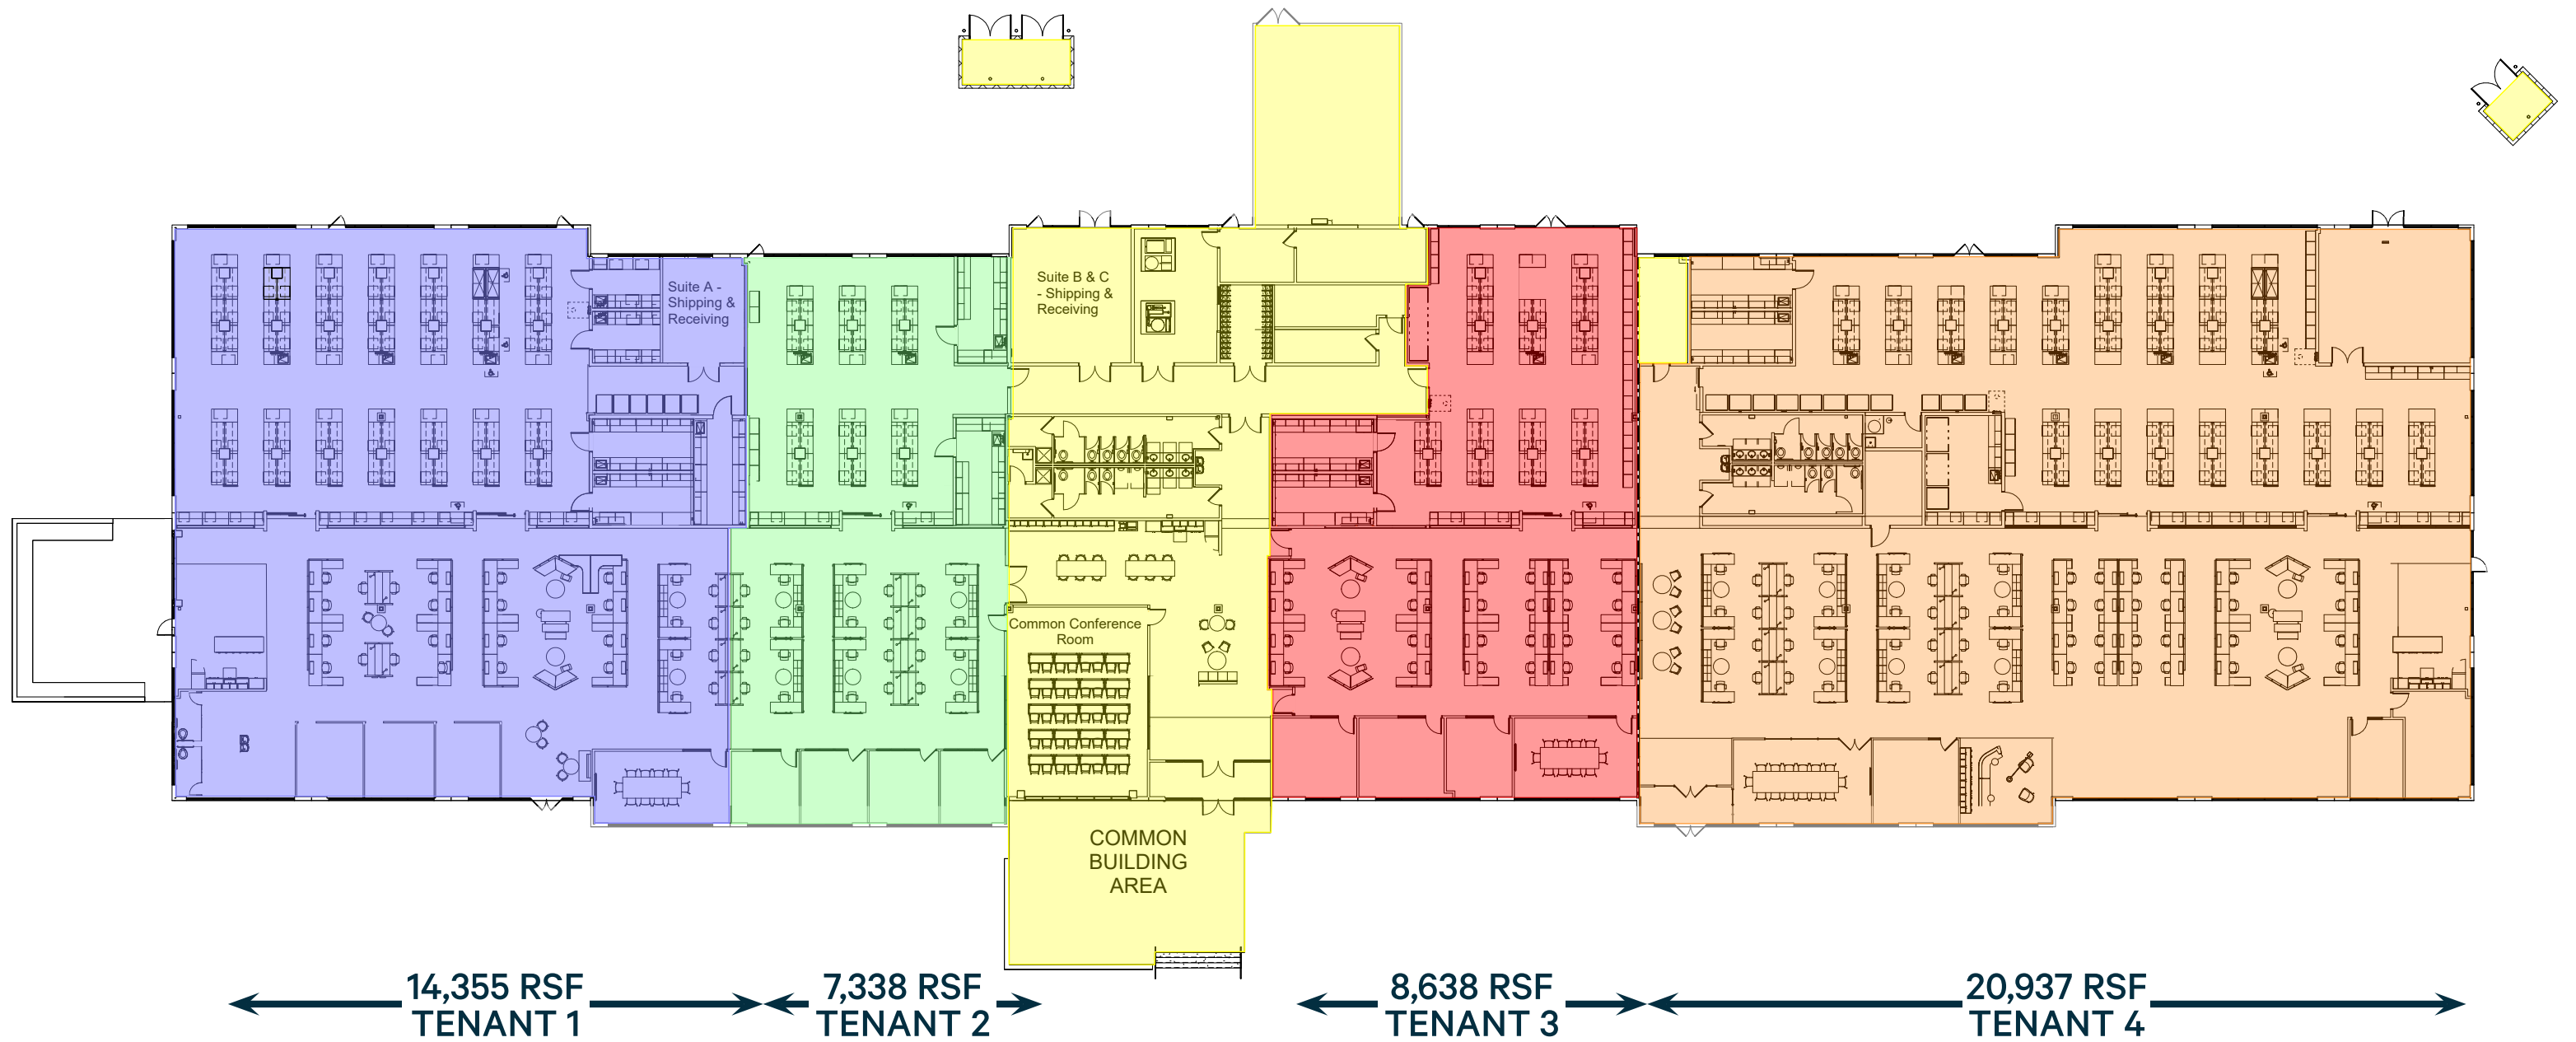 Suite A -
Shipping &
Receiving
Suite B & C
- Shipping &
Receiving
Common Conference
Room
COMMON
BUILDING
AREA
14,355 RSF
TENANT 1
7,338 RSF
TENANT 2
8,638 RSF
TENANT 3
20,937 RSF
TENANT 4